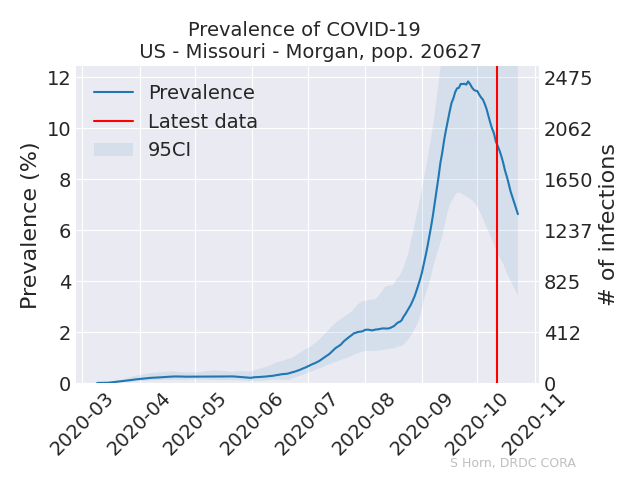 Prevalence of COVID-19
US - Missouri - Morgan, pop. 20627
Prevalence (%)
12
10
8
6
4
2
0
Prevalence
Latest data
95CI
2475
2062
1650
1237
825
412
0
# of infections
2020-03
2020-04
2020-05
2020-06
2020-07
2020-08
2020-09
2020-10
2020-11
S Horn, DRDC CORA